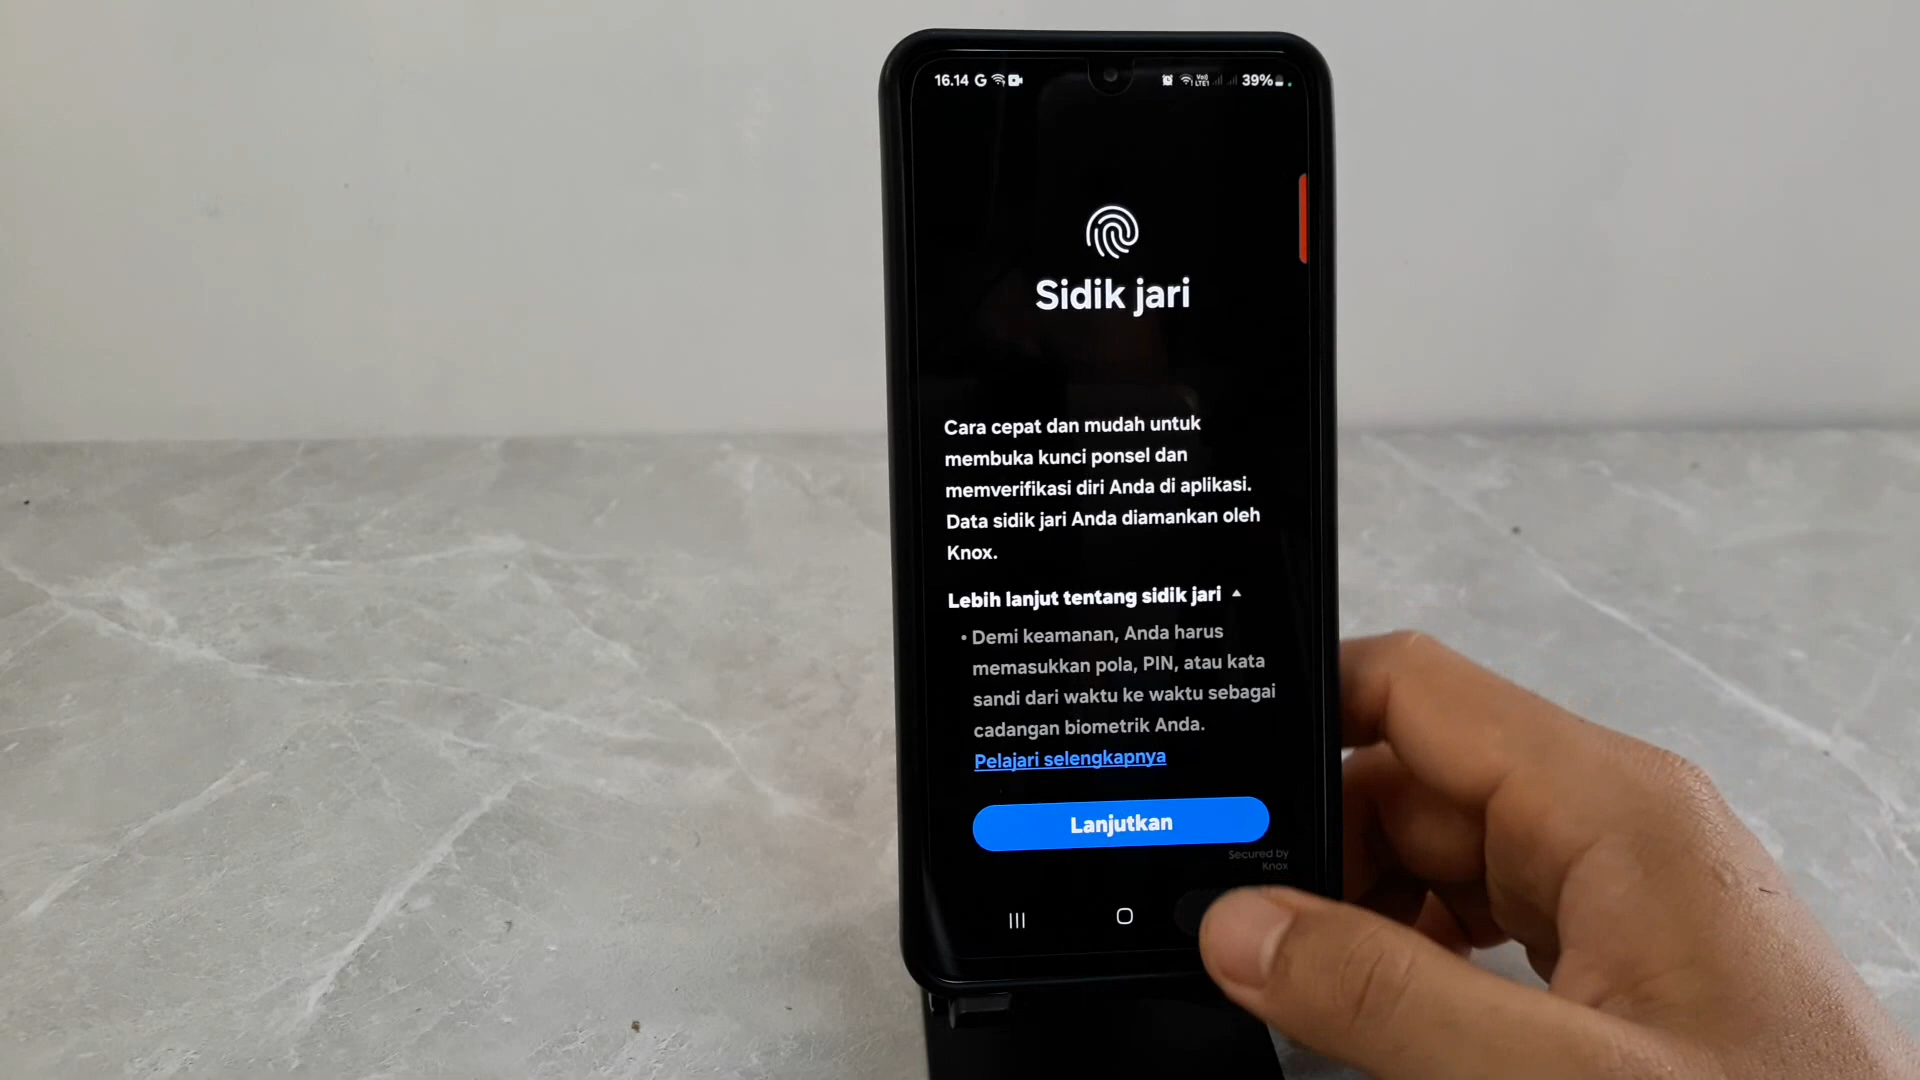 16.14 G 39%
Sidik jari
Cara cepat dan mudah untuk
membuka kunci ponsel dan
memverifikasi diri Anda di aplikasi.
Data sidik jari Anda diamankan oleh
Knox.
Lebih lanjut tentang sidik jari
• Demi keamanan, Anda harus
memasukkan pola, PIN, atau kata
sandi dari waktu ke waktu sebagai
cadangan biometrik Anda.
Pelajari selengkapnya
Lanjutkan
Secured by
Knox